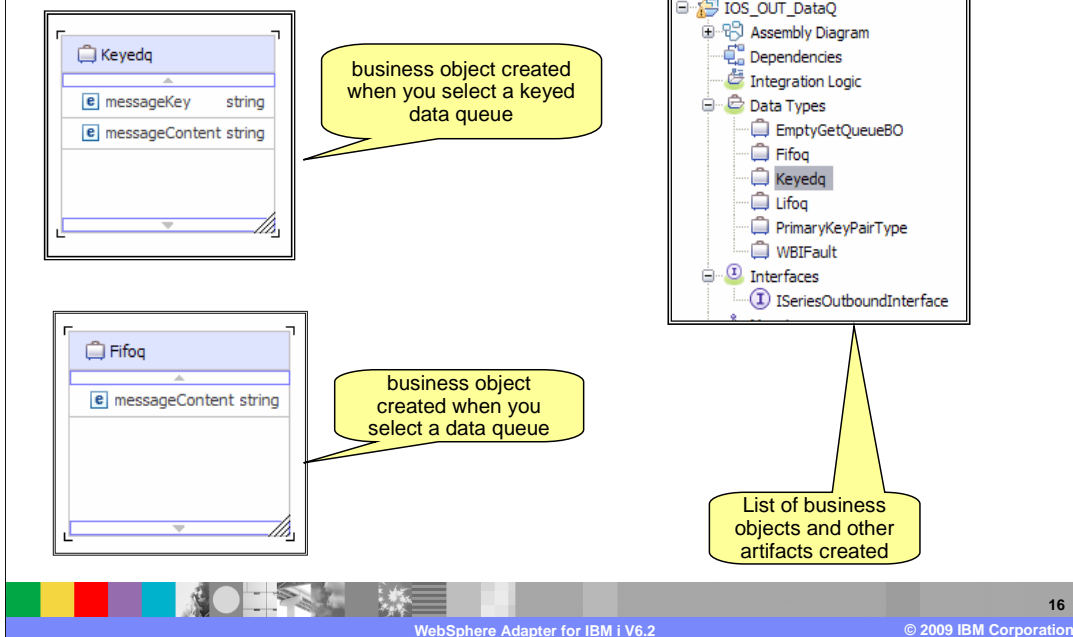 Keyedq
messageKey string
messageContent string
business object created
when you select a keyed
data queue
Fifoq
messageContent string
business object
created when you
select a data queue
IOS_OUT_DataQ
Assembly Diagram
Dependencies
Integration Logic
Data Types
EmptyGetQueueBO
Fifoq
Keyedq
Lifoq
PrimaryKeyPairType
WBIFault
Interfaces
ISeriesOutboundInterface
List of business
objects and other
artifacts created
16
WebSphere Adapter for IBM i V6.2
© 2009 IBM Corporation